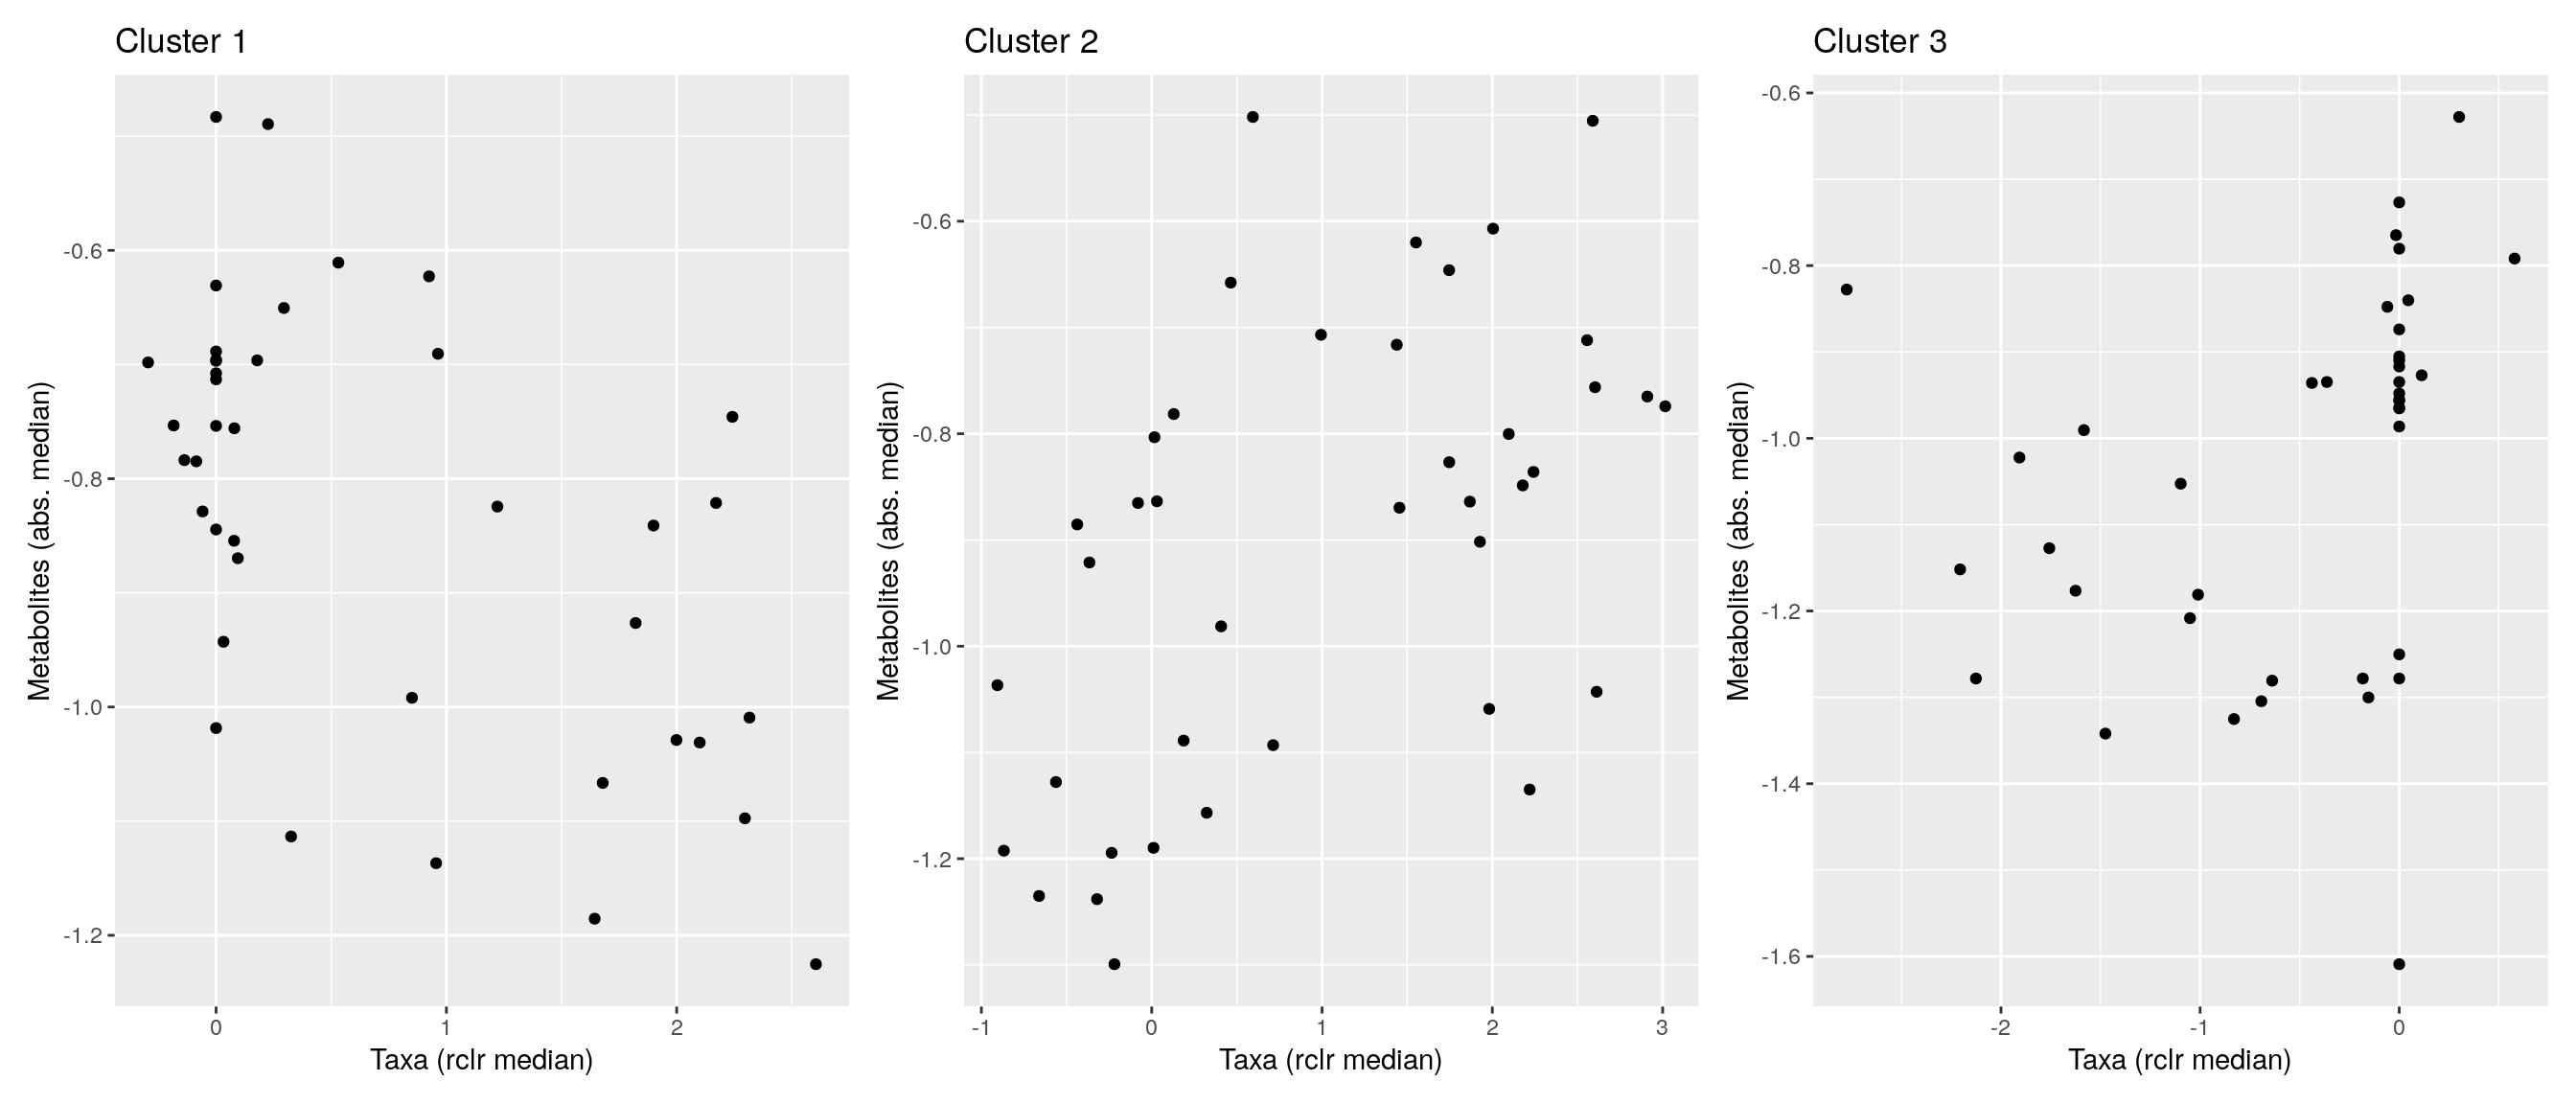 Cluster 1
Metabolites (abs. median)
-0.6
-0.8
-1.0
-1.2
0 1 2
Taxa (rclr median)
Cluster 2
Metabolites (abs. median)
-0.6
-0.8
-1.0
-1.2
-1 0 1 2 3
Taxa (rclr median)
Cluster 3
Metabolites (abs. median)
-0.6
-0.8
-1.0
-1.2
-1.4
-1.6
-2 -1 0
Taxa (rclr median)